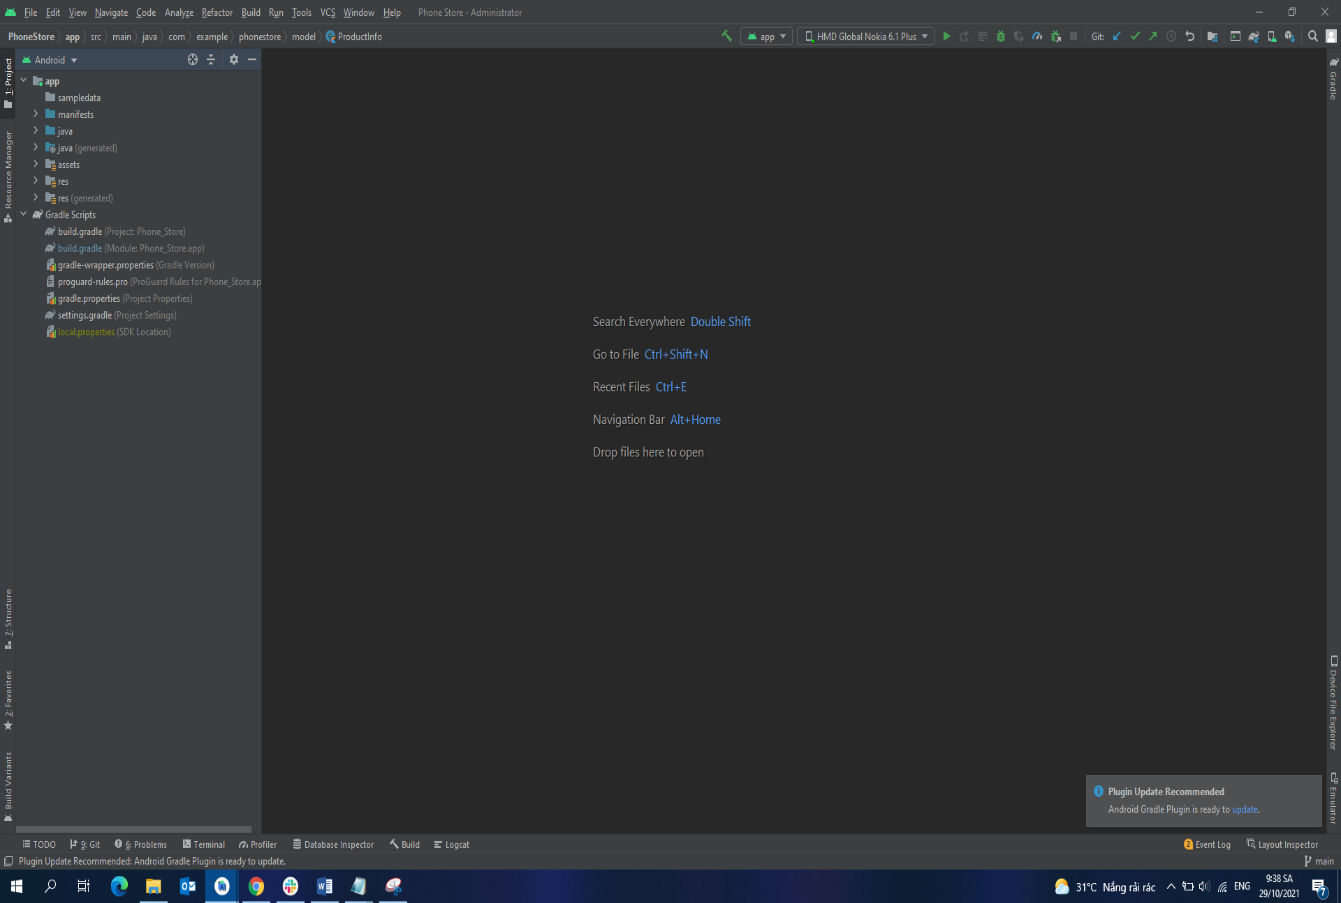 File Edit View Navigate Code Analyze Refactor Build Run Tools VCS Window Help Phone Store - Administrator
PhoneStore app src main java com example phonestore model ProductInfo
app HMD Global Nokia 6.1 Plus Git:
1: Project
Resource Manager
7: Structure
2: Favorites
Build Variants
Android
app
sampledata
manifests
java
java (generated)
assets
res
res (generated)
Gradle Scripts
build.gradle (Project: Phone_Store)
build.gradle (Module: Phone_Store.app)
gradle-wrapper.properties (Gradle Version)
proguard-rules.pro (ProGuard Rules for Phone_Store.ap
gradle.properties (Project Properties)
settings.gradle (Project Settings)
local.properties (SDK Location)
Search Everywhere Double Shift
Go to File Ctrl+Shift+N
Recent Files Ctrl+E
Navigation Bar Alt+Home
Drop files here to open
Gradle
Device File Explorer
Emulator
Plugin Update Recommended
Android Gradle Plugin is ready to update.
TODO 9: Git 6: Problems Terminal Profiler Database Inspector Build Logcat 2 Event Log Layout Inspector
Plugin Update Recommended: Android Gradle Plugin is ready to update. main
31°C Nắng rải rác ENG 9:38 SA
29/10/2021
7